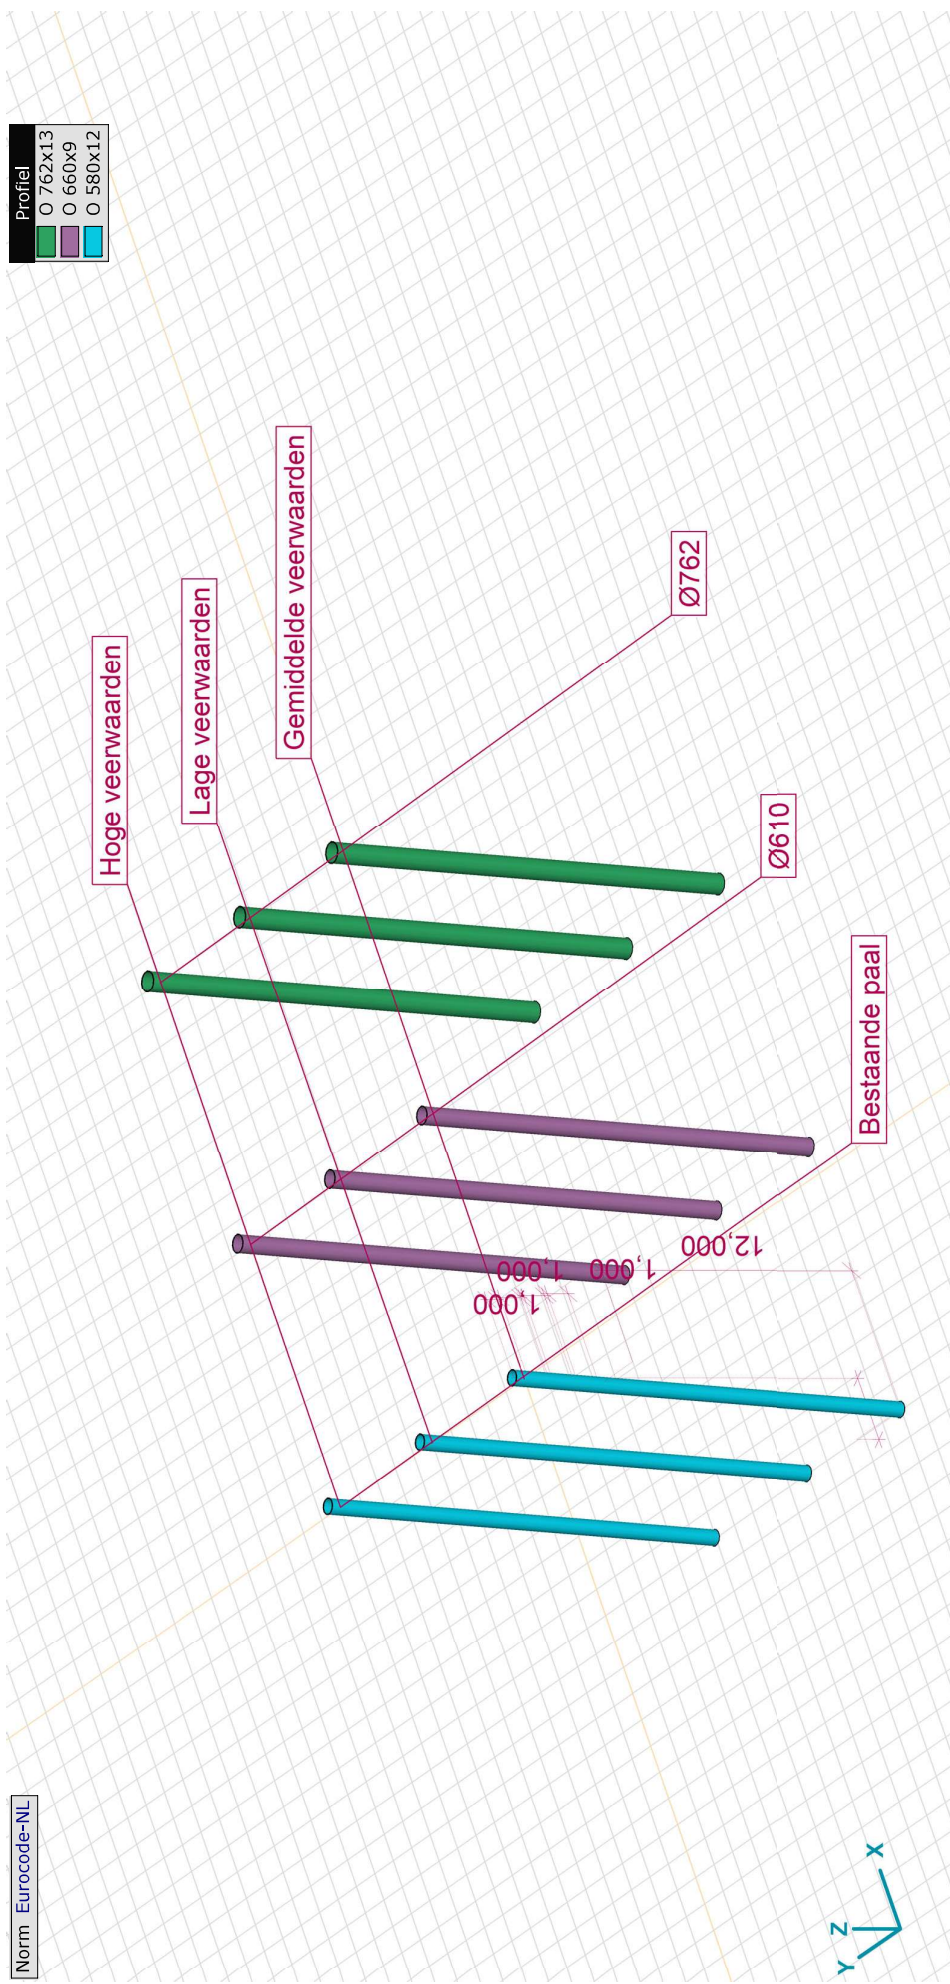 Norm Eurocode-NL
Profiel
O 762x13
O 660x9
O 580x12
Hoge veerwaarden
Lage veerwaarden
Gemiddelde veerwaarden
Ø762
Ø610
Bestaande paal
1,000
1,000
1,000
12,000
X
Y
Z